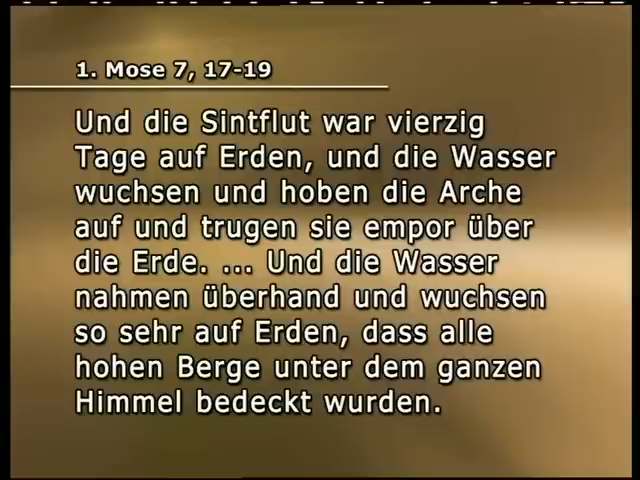 1. Mose 7, 17-19
Und die Sintflut war vierzig
Tage auf Erden, und die Wasser
wuchsen und hoben die Arche
auf und trugen sie empor über
die Erde. ... Und die Wasser
nahmen überhand und wuchsen
so sehr auf Erden, dass alle
hohen Berge unter dem ganzen
Himmel bedeckt wurden.